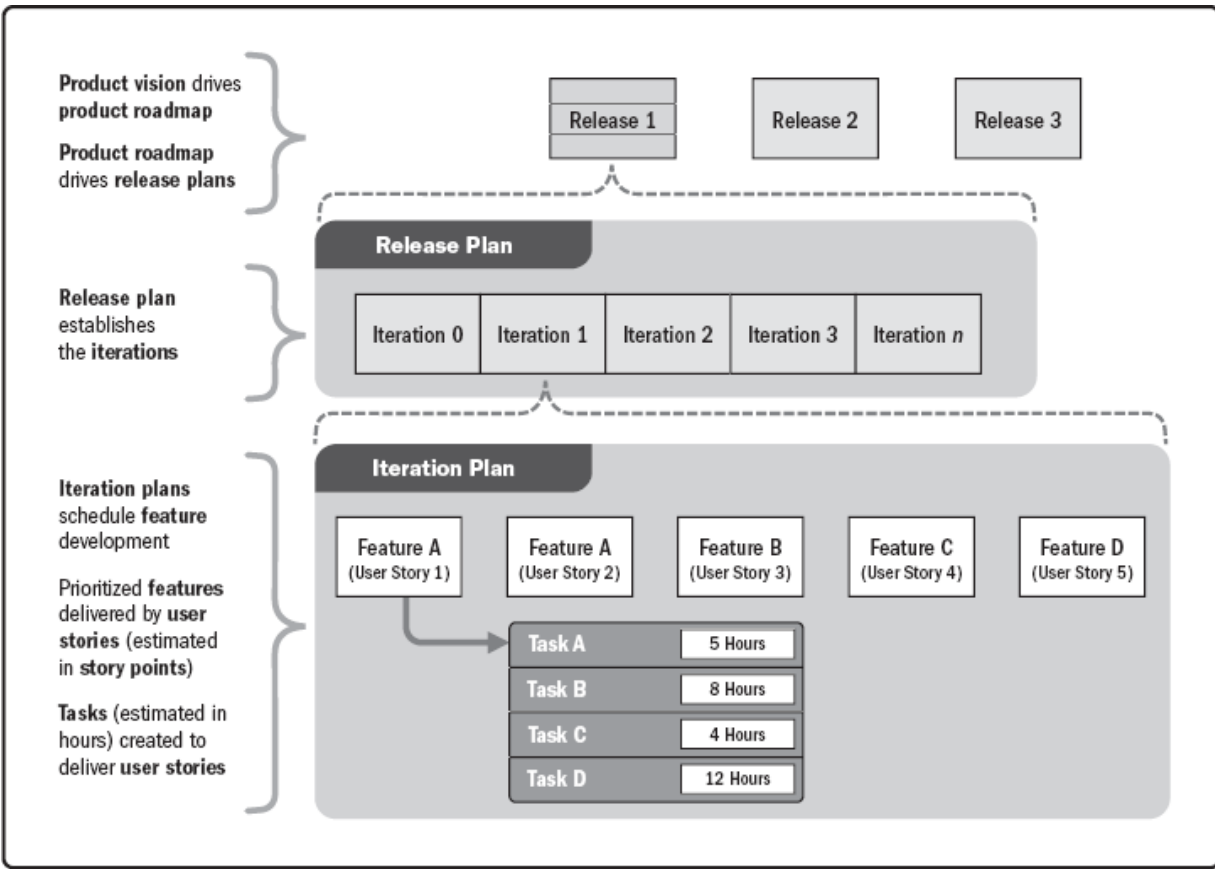 Product vision drives
product roadmap
Product roadmap
drives release plans
Release 1
Release 2
Release 3
Release Plan
Release plan
establishes
the iterations
Iteration 0
Iteration 1
Iteration 2
Iteration 3
Iteration n
Iteration Plan
Iteration plans
schedule feature
development
Prioritized features
delivered by user
stories (estimated
in story points)
Tasks (estimated in
hours) created to
deliver user stories
Feature A
(User Story 1)
Feature A
(User Story 2)
Feature B
(User Story 3)
Feature C
(User Story 4)
Feature D
(User Story 5)
Task A 5 Hours
Task B 8 Hours
Task C 4 Hours
Task D 12 Hours